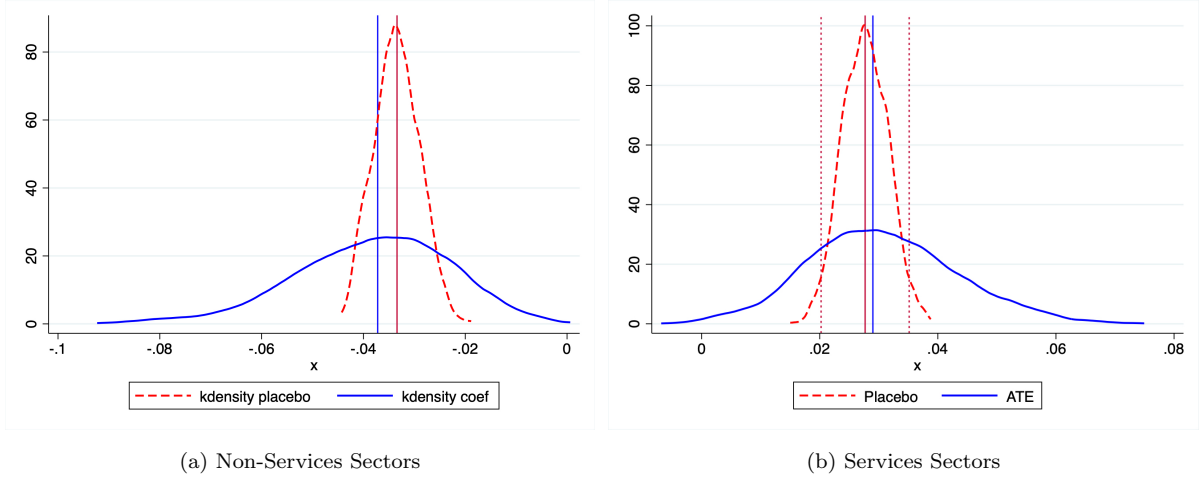 80
60
40
20
0
-.1 -.08 -.06 -.04 -.02 0
x
kdensity placebo kdensity coef
(a) Non-Services Sectors
100
80
60
40
20
0
0 .02 .04 .06 .08
x
Placebo ATE
(b) Services Sectors